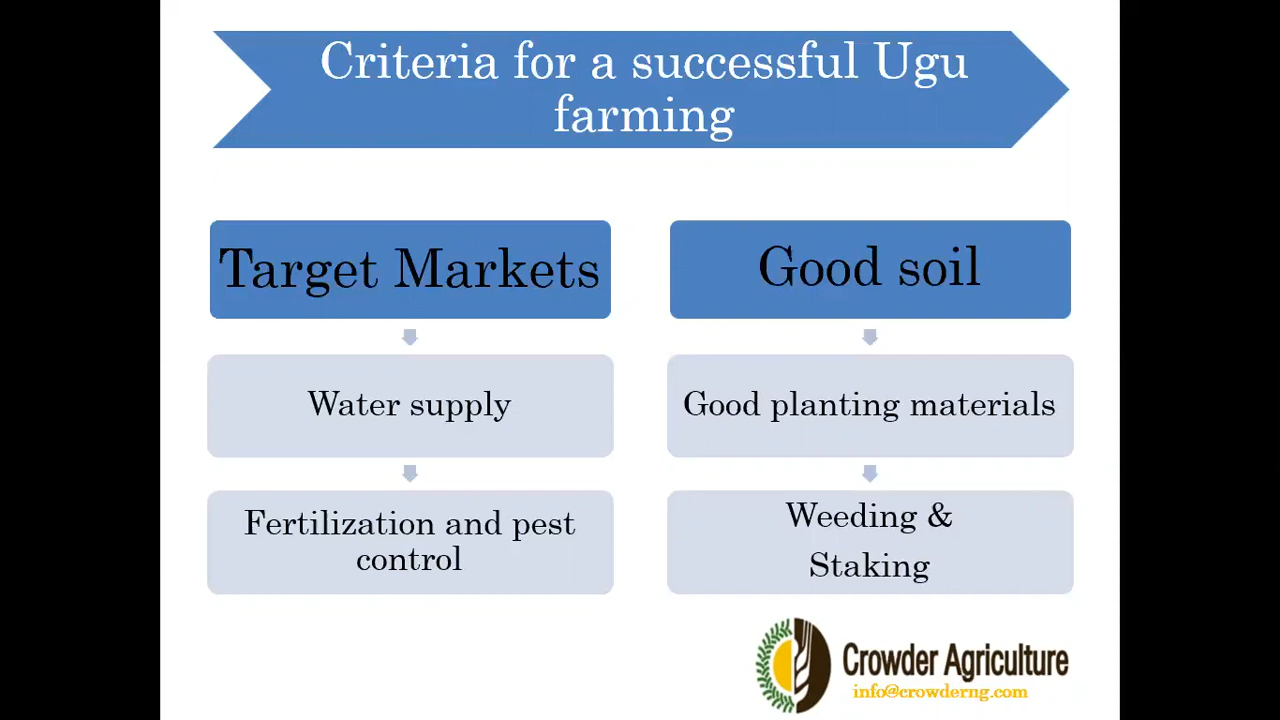 Criteria for a successful Ugu
farming
Target Markets
Good soil
Water supply
Good planting materials
Fertilization and pest
control
Weeding &
Staking
Crowder Agriculture
info@crowderng.com